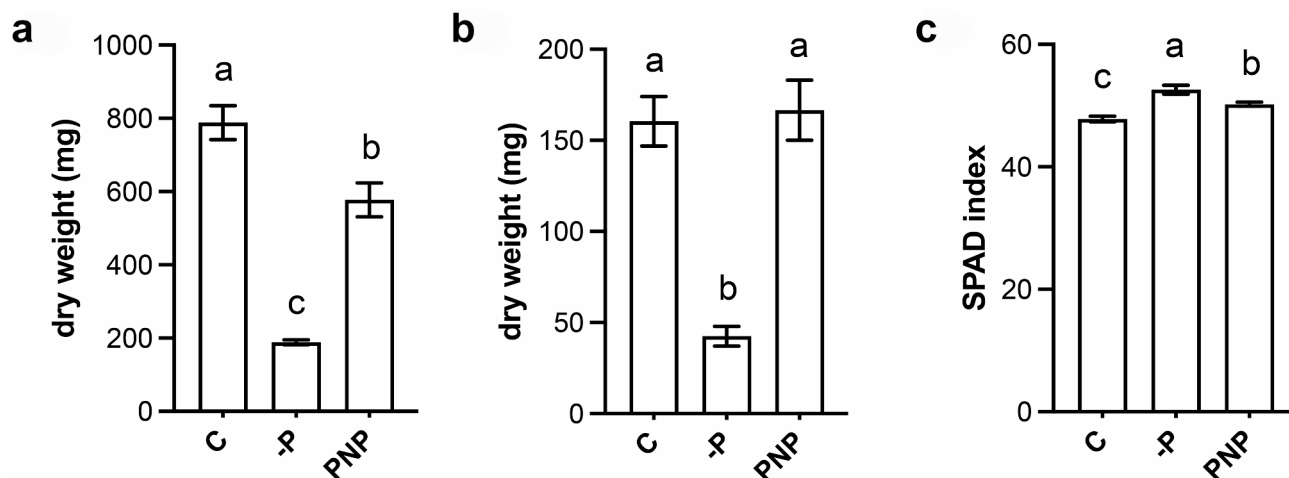 a
dry weight (mg)
1000
800
600
400
200
0
a
c
b
C
-P
PNP
b
dry weight (mg)
200
150
100
50
0
a
b
a
C
-P
PNP
c
SPAD index
60
40
20
0
c
a
b
C
-P
PNP